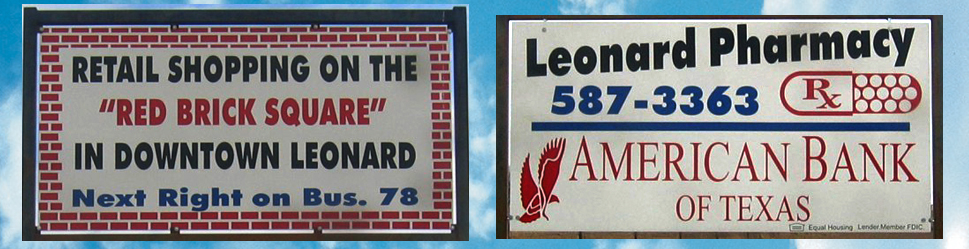 RETAIL SHOPPING ON THE
“RED BRICK SQUARE”
IN DOWNTOWN LEONARD
Next Right on Bus. 78
Leonard Pharmacy
587-3363
Rx
AMERICAN BANK
OF TEXAS
Equal Housing Lender. Member FDIC.